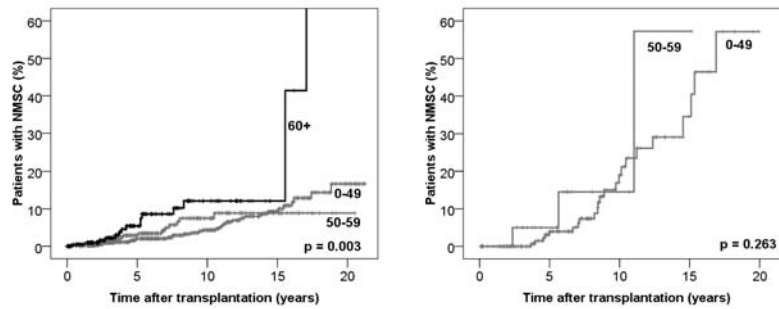 Patients with NMSC (%)
60
50
40
30
20
10
0
60+
0-49
50-59
p = 0.003
0 5 10 15 20
Time after transplantation (years)
Patients with NMSC (%)
60
50
40
30
20
10
0
50-59
0-49
p = 0.263
0 5 10 15 20
Time after transplantation (years)